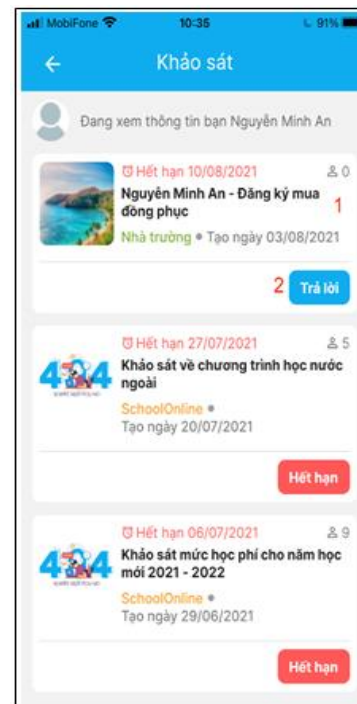 MobiFone 10:35 91%
Khảo sát
Đang xem thông tin bạn Nguyễn Minh An
Hết hạn 10/08/2021 0
Nguyễn Minh An - Đăng ký mua 1
đồng phục
Nhà trường • Tạo ngày 03/08/2021
2 Trả lời
Hết hạn 27/07/2021 5
Khảo sát về chương trình học nước
ngoài
404
SchoolOnline •
Tạo ngày 20/07/2021
Hết hạn
Hết hạn 06/07/2021 9
Khảo sát mức học phí cho năm học
mới 2021 - 2022
404
SchoolOnline •
Tạo ngày 29/06/2021
Hết hạn